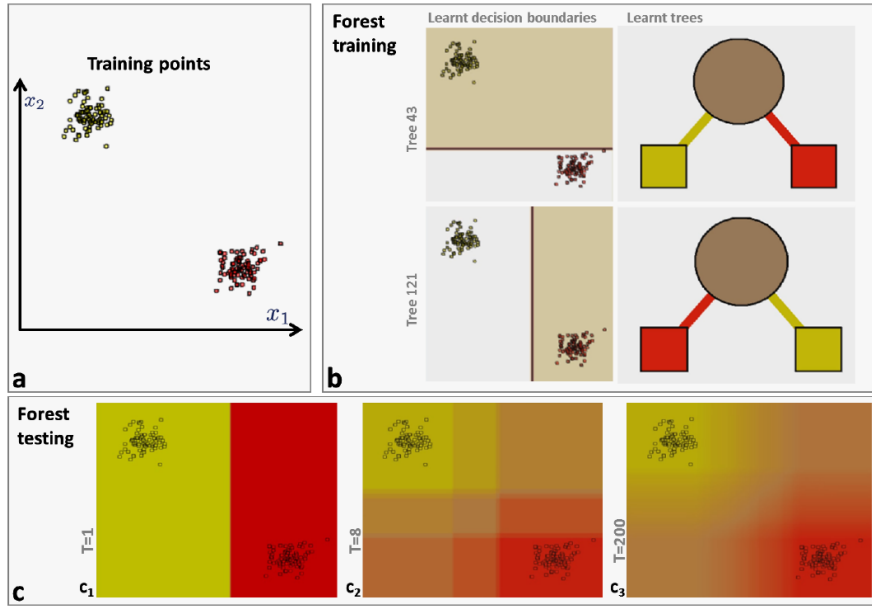 Training points
x2
x1
a
Forest
training
Learnt decision boundaries
Learnt trees
Tree 43
Tree 121
b
Forest
testing
T=1
c1
T=8
c2
T=200
c3
c